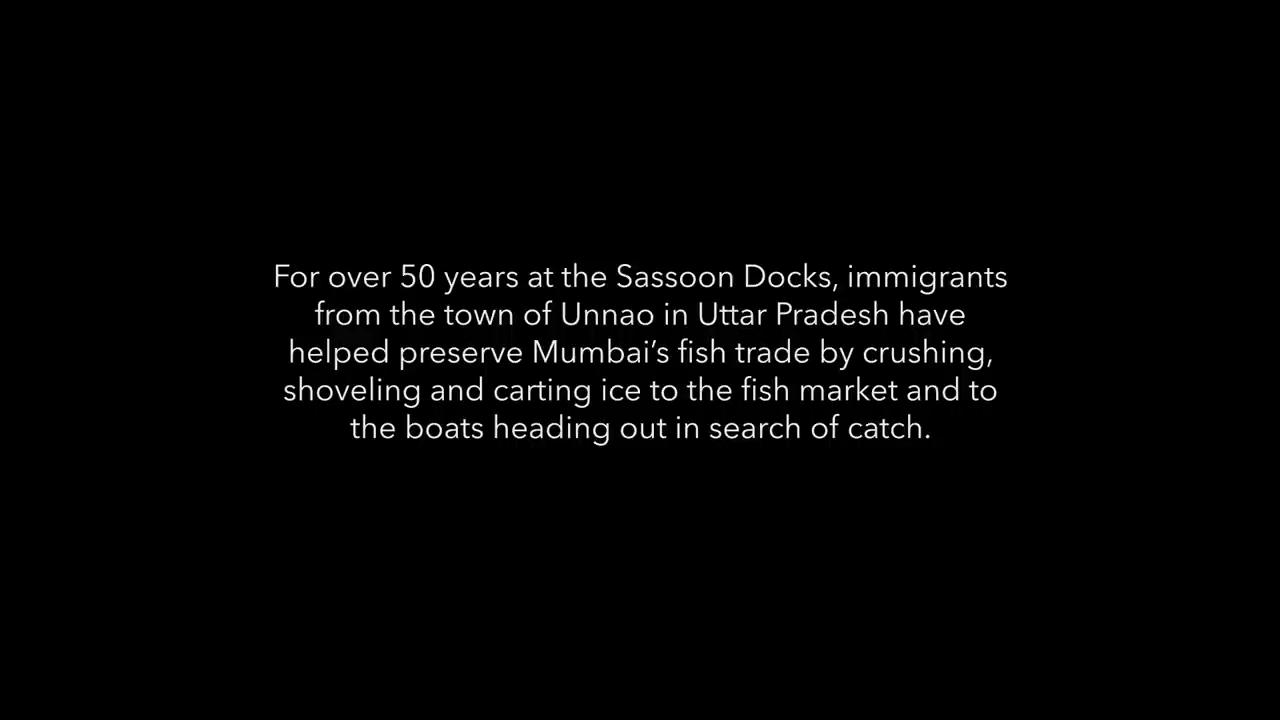 For over 50 years at the Sassoon Docks, immigrants
from the town of Unnao in Uttar Pradesh have
helped preserve Mumbai’s fish trade by crushing,
shoveling and carting ice to the fish market and to
the boats heading out in search of catch.